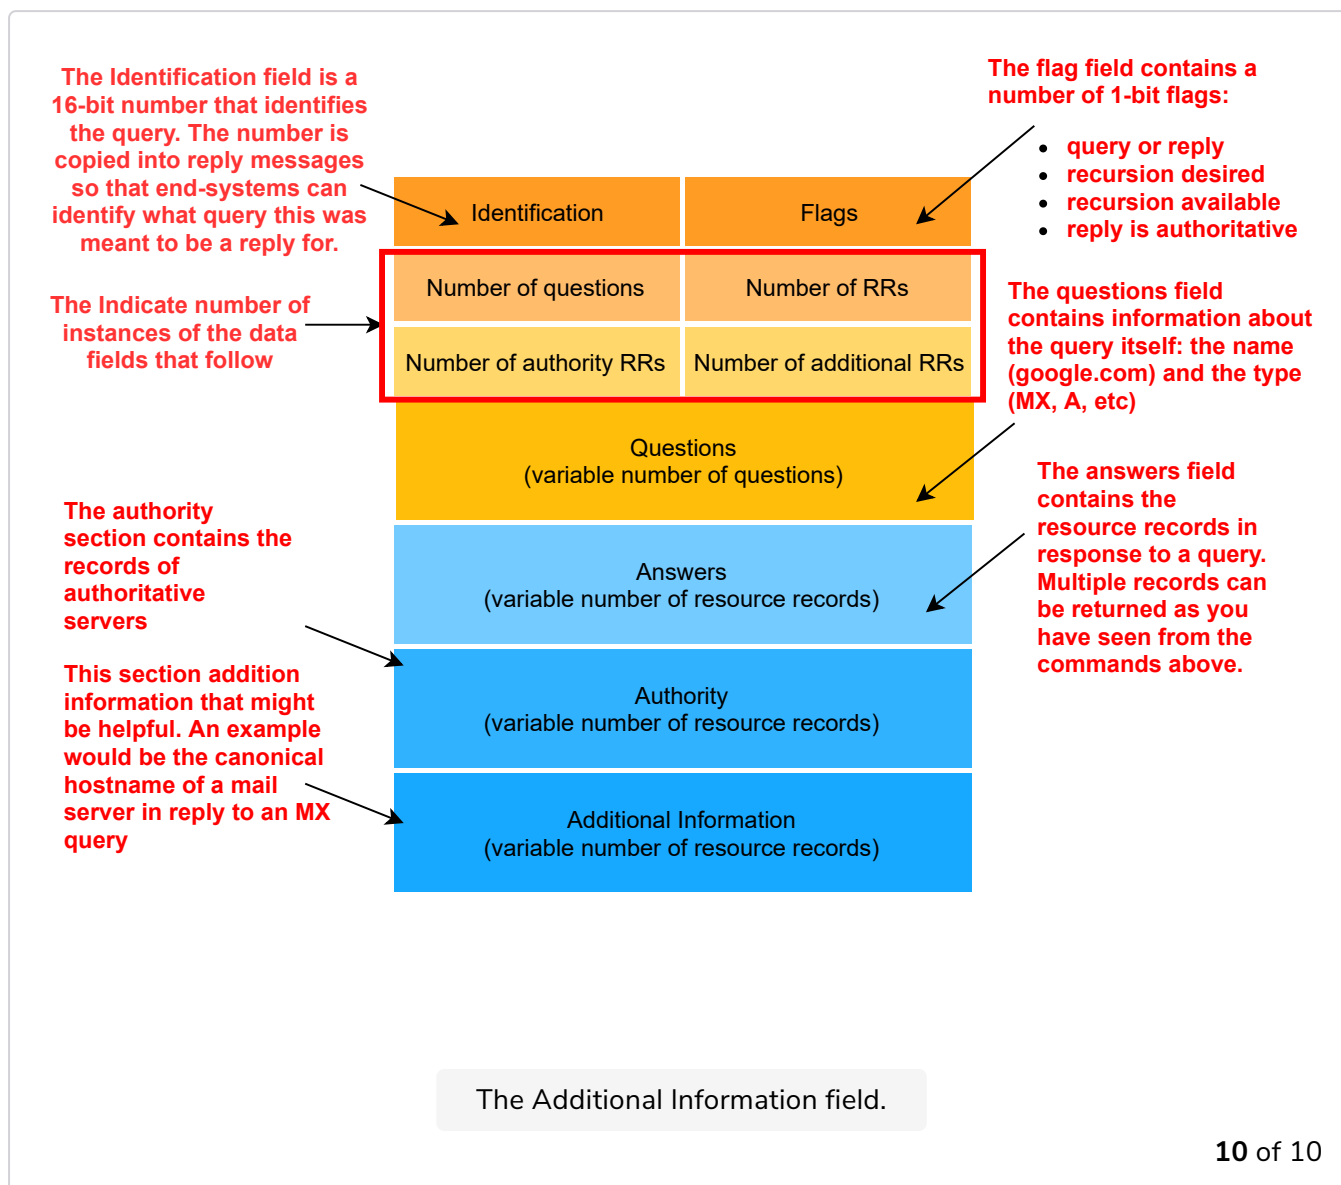 The Identification field is a
16-bit number that identifies
the query. The number is
copied into reply messages
so that end-systems can
identify what query this was
meant to be a reply for.
The flag field contains a
number of 1-bit flags:
• query or reply
• recursion desired
• recursion available
• reply is authoritative
Identification
Flags
The Indicate number of
instances of the data
fields that follow
Number of questions
Number of RRs
Number of authority RRs
Number of additional RRs
The questions field
contains information about
the query itself: the name
(google.com) and the type
(MX, A, etc)
Questions
(variable number of questions)
The answers field
contains the
resource records in
response to a query.
Multiple records can
be returned as you
have seen from the
commands above.
The authority
section contains the
records of
authoritative
servers
Answers
(variable number of resource records)
This section addition
information that might
be helpful. An example
would be the canonical
hostname of a mail
server in reply to an MX
query
Authority
(variable number of resource records)
Additional Information
(variable number of resource records)
The Additional Information field.
10 of 10